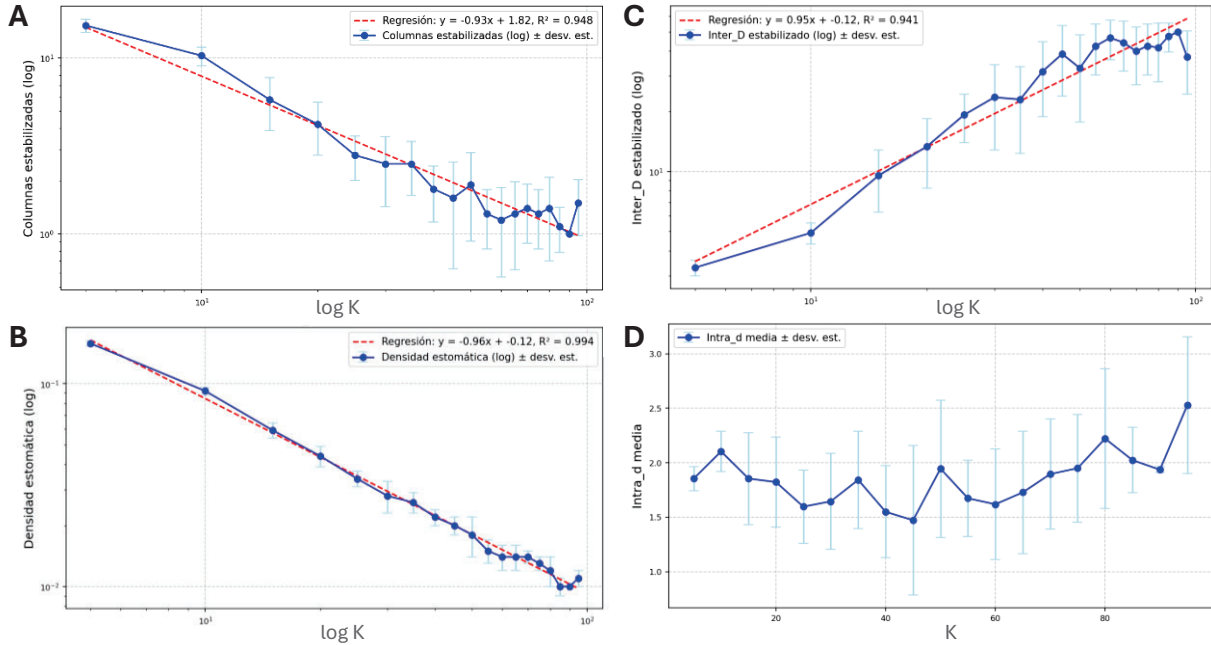 A
Regresión: y = -0.93x + 1.82, R² = 0.948
Columnas estabilizadas (log) ± desv. est.
Columnas estabilizadas (log)
10¹
10⁰
10¹
10²
log K
B
Regresión: y = -0.96x + -0.12, R² = 0.994
Densidad estomática (log) ± desv. est.
Densidad estomática (log)
10⁻¹
10⁻²
10¹
10²
log K
C
Regresión: y = 0.95x + -0.12, R² = 0.941
Inter_D estabilizado (log) ± desv. est.
Inter_D estabilizado (log)
10¹
10¹
10²
log K
D
Intra_d media ± desv. est.
Intra_d media
3.0
2.5
2.0
1.5
1.0
20
40
60
80
K